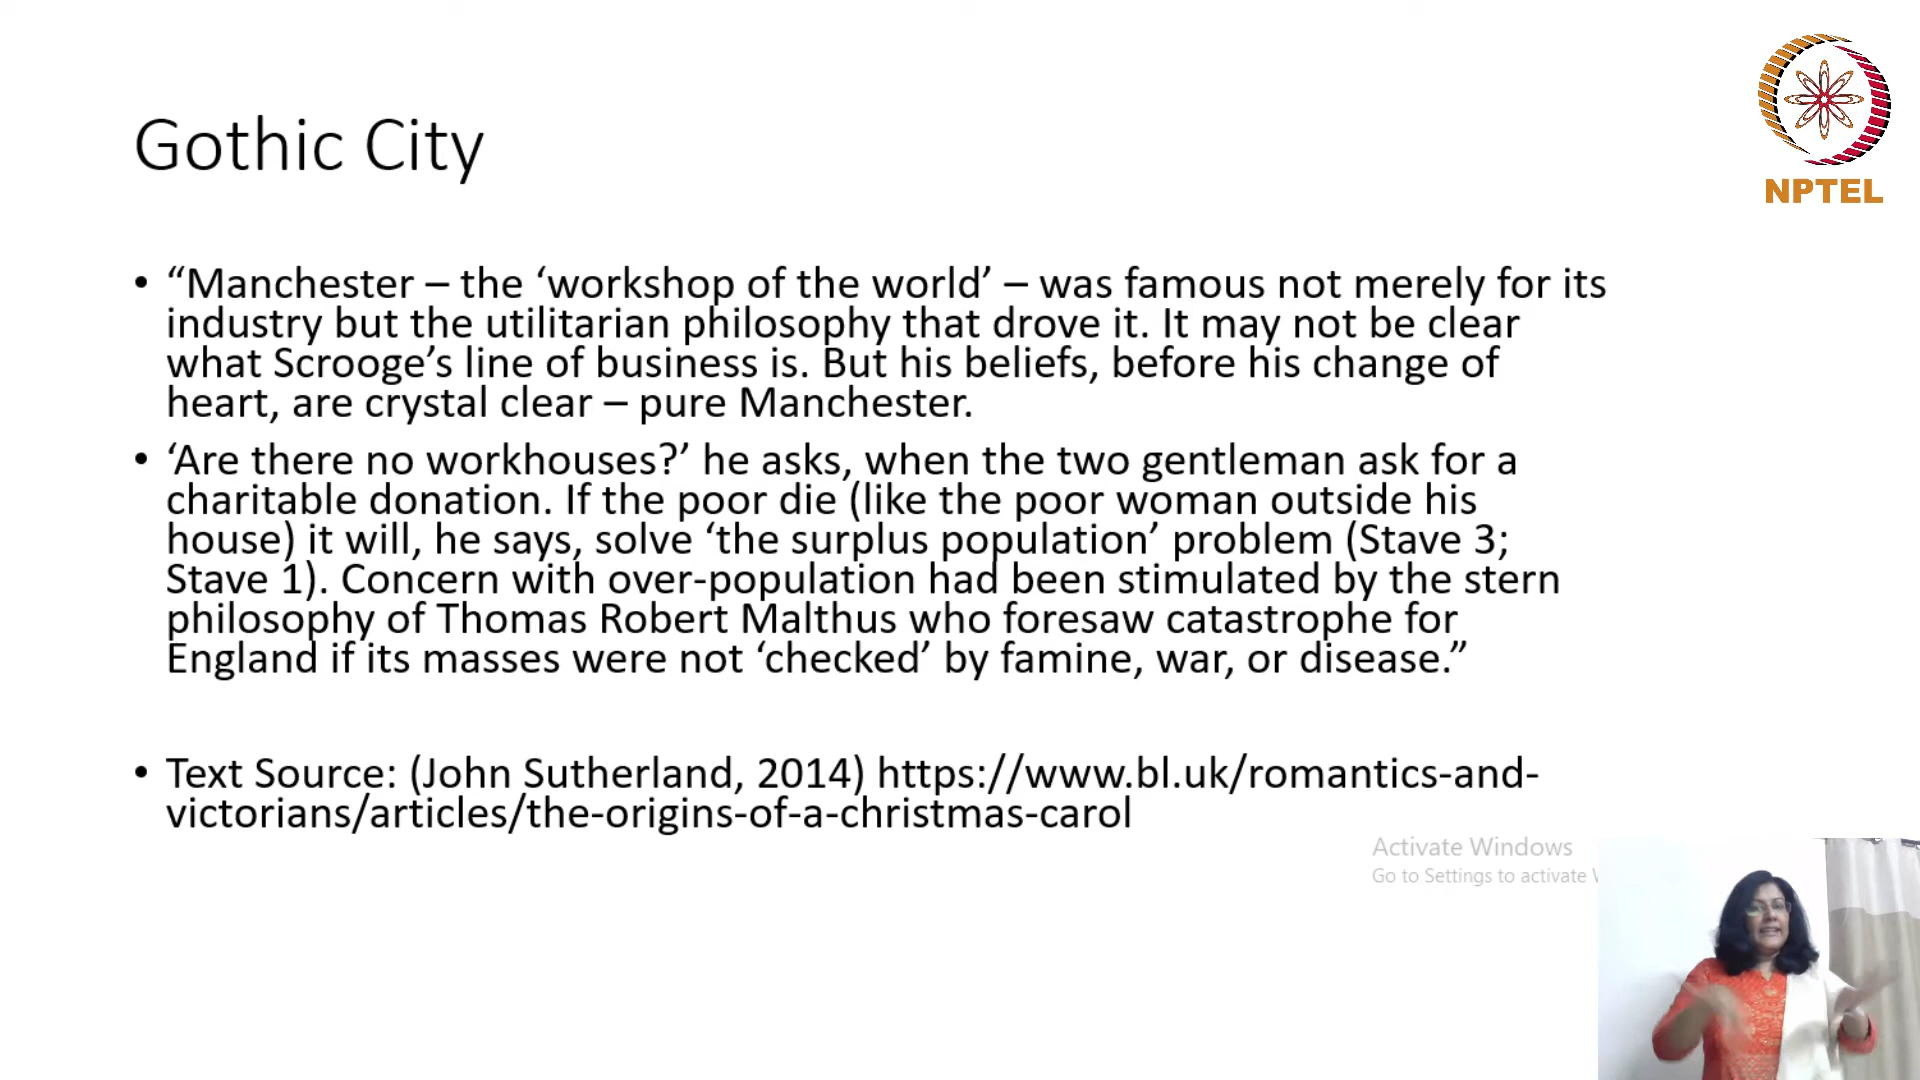 NPTEL
Gothic City
• “Manchester – the ‘workshop of the world’ – was famous not merely for its
industry but the utilitarian philosophy that drove it. It may not be clear
what Scrooge’s line of business is. But his beliefs, before his change of
heart, are crystal clear – pure Manchester.
• ‘Are there no workhouses?’ he asks, when the two gentleman ask for a
charitable donation. If the poor die (like the poor woman outside his
house) it will, he says, solve ‘the surplus population’ problem (Stave 3;
Stave 1). Concern with over-population had been stimulated by the stern
philosophy of Thomas Robert Malthus who foresaw catastrophe for
England if its masses were not ‘checked’ by famine, war, or disease.”
• Text Source: (John Sutherland, 2014) https://www.bl.uk/romantics-and-
victorians/articles/the-origins-of-a-christmas-carol
Activate Windows
Go to Settings to activate